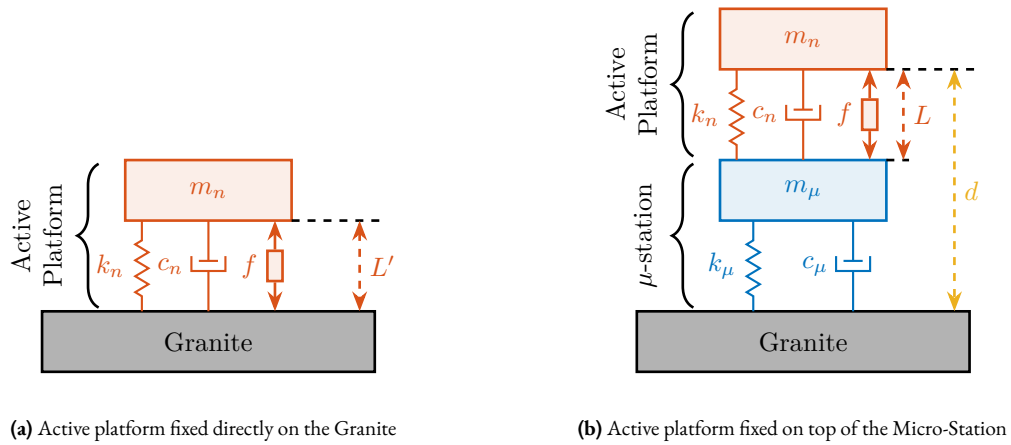 Active
Platform
m_n
k_n
c_n
f
L′
Granite
(a) Active platform fixed directly on the Granite
Active
Platform
m_n
k_n
c_n
f
L
d
μ-station
m_μ
k_μ
c_μ
Granite
(b) Active platform fixed on top of the Micro-Station